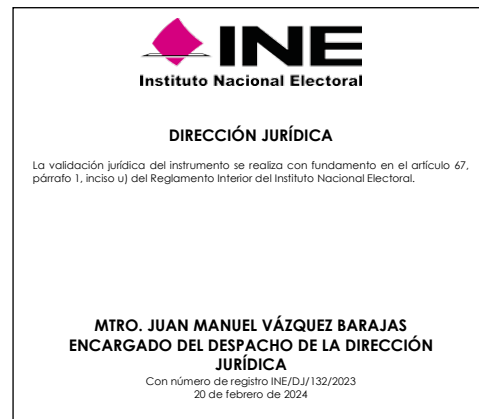 INE
Instituto Nacional Electoral
DIRECCIÓN JURÍDICA
La validación jurídica del instrumento se realiza con fundamento en el artículo 67,
párrafo 1, inciso u) del Reglamento Interior del Instituto Nacional Electoral.
MTRO. JUAN MANUEL VÁZQUEZ BARAJAS
ENCARGADO DEL DESPACHO DE LA DIRECCIÓN
JURÍDICA
Con número de registro INE/DJ/132/2023
20 de febrero de 2024